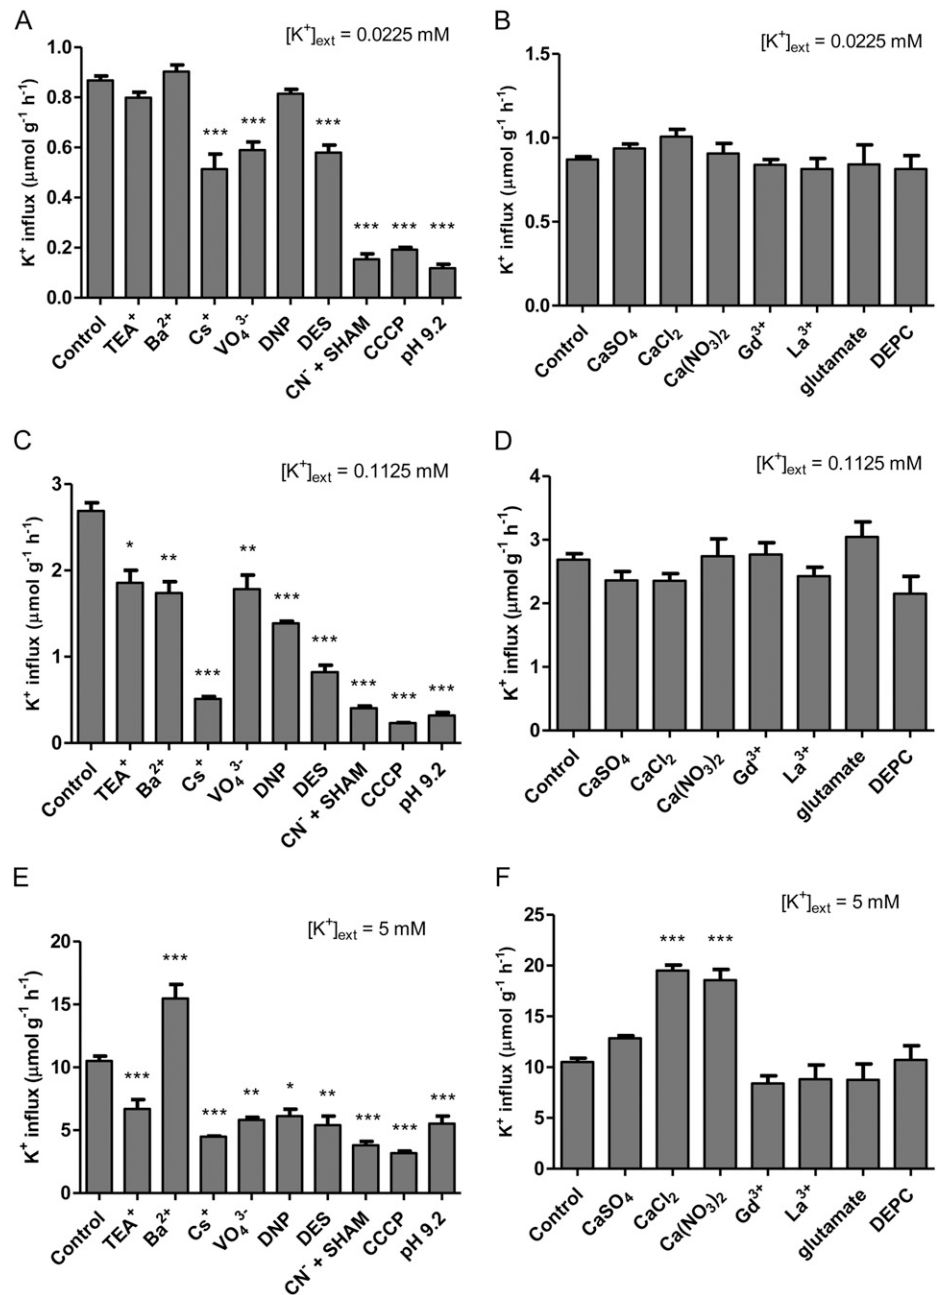 A
[K⁺]ext = 0.0225 mM
K⁺ influx (μmol g⁻¹ h⁻¹)
1.0
0.8
0.6
0.4
0.2
0.0
*** *** *** *** *** ***
Control TEA⁺ Ba²⁺ Cs⁺ VO₄³⁻ DNP DES CN⁻ + SHAM CCCP pH 9.2
B
[K⁺]ext = 0.0225 mM
K⁺ influx (μmol g⁻¹ h⁻¹)
1.5
1.0
0.5
0.0
Control CaSO₄ CaCl₂ Ca(NO₃)₂ Gd³⁺ La³⁺ glutamate DEPC
C
[K⁺]ext = 0.1125 mM
K⁺ influx (μmol g⁻¹ h⁻¹)
3
2
1
0
* ** *** ** *** *** *** *** ***
Control TEA⁺ Ba²⁺ Cs⁺ VO₄³⁻ DNP DES CN⁻ + SHAM CCCP pH 9.2
D
[K⁺]ext = 0.1125 mM
K⁺ influx (μmol g⁻¹ h⁻¹)
4
3
2
1
0
Control CaSO₄ CaCl₂ Ca(NO₃)₂ Gd³⁺ La³⁺ glutamate DEPC
E
[K⁺]ext = 5 mM
K⁺ influx (μmol g⁻¹ h⁻¹)
20
15
10
5
0
*** *** *** ** * ** *** *** ***
Control TEA⁺ Ba²⁺ Cs⁺ VO₄³⁻ DNP DES CN⁻ + SHAM CCCP pH 9.2
F
[K⁺]ext = 5 mM
K⁺ influx (μmol g⁻¹ h⁻¹)
25
20
15
10
5
0
*** ***
Control CaSO₄ CaCl₂ Ca(NO₃)₂ Gd³⁺ La³⁺ glutamate DEPC